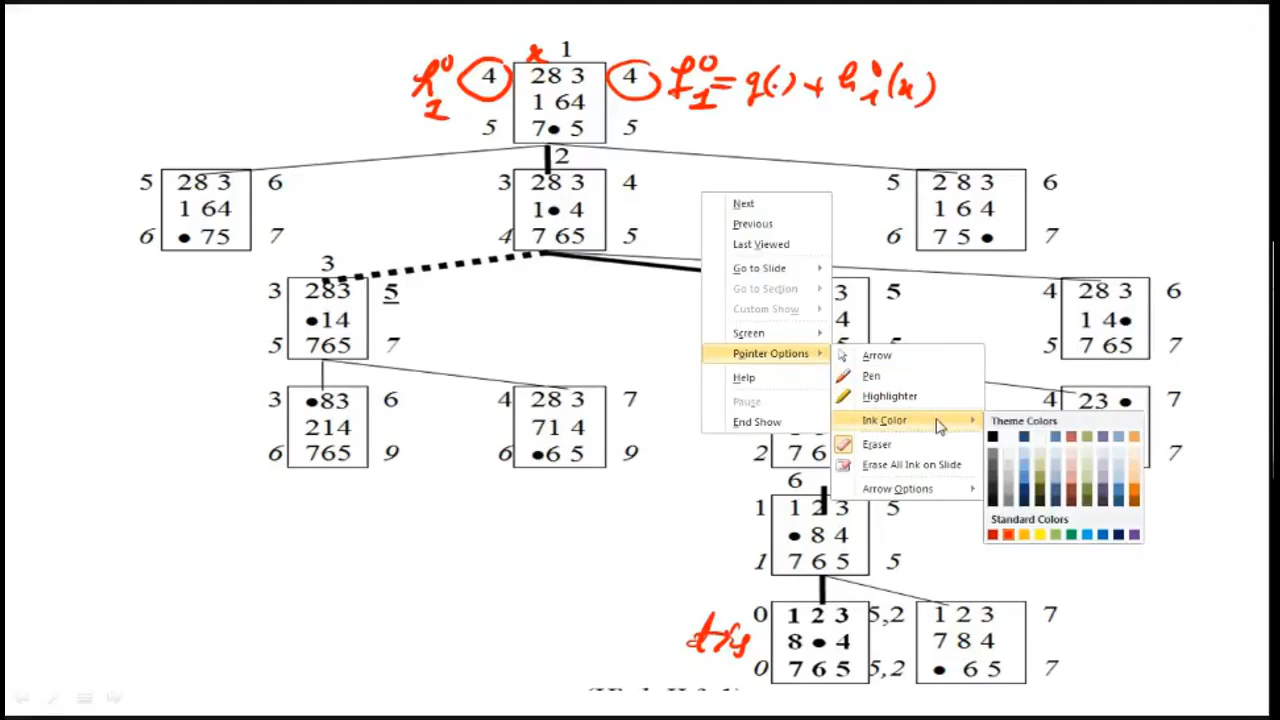 x 1
4 28 3 4
1 64
5 7● 5 5
= g(·) + h (x)
5 28 3 6
1 64
6 ● 75 7
2
3 28 3 4
1● 4
4 7 65 5
5 2 8 3 6
1 6 4
6 7 5 ● 7
3
3 283 5
●14
5 765 7
3 5
4
4 28 3 6
1 4●
5 7 65 7
3 ●83 6
214
6 765 9
4 28 3 7
71 4
6 ●6 5 9
2 7 6
23 ● 7
7
6
1 1 2 3 5
● 8 4
1 7 6 5 5
0 1 2 3 5,2
8 ● 4
0 7 6 5 5,2
1 2 3 7
7 8 4
● 6 5 7
Next
Previous
Last Viewed
Go to Slide
Go to Section
Custom Show
Screen
Pointer Options
Help
Pause
End Show
Arrow
Pen
Highlighter
Ink Color
Eraser
Erase All Ink on Slide
Arrow Options
Theme Colors
Standard Colors